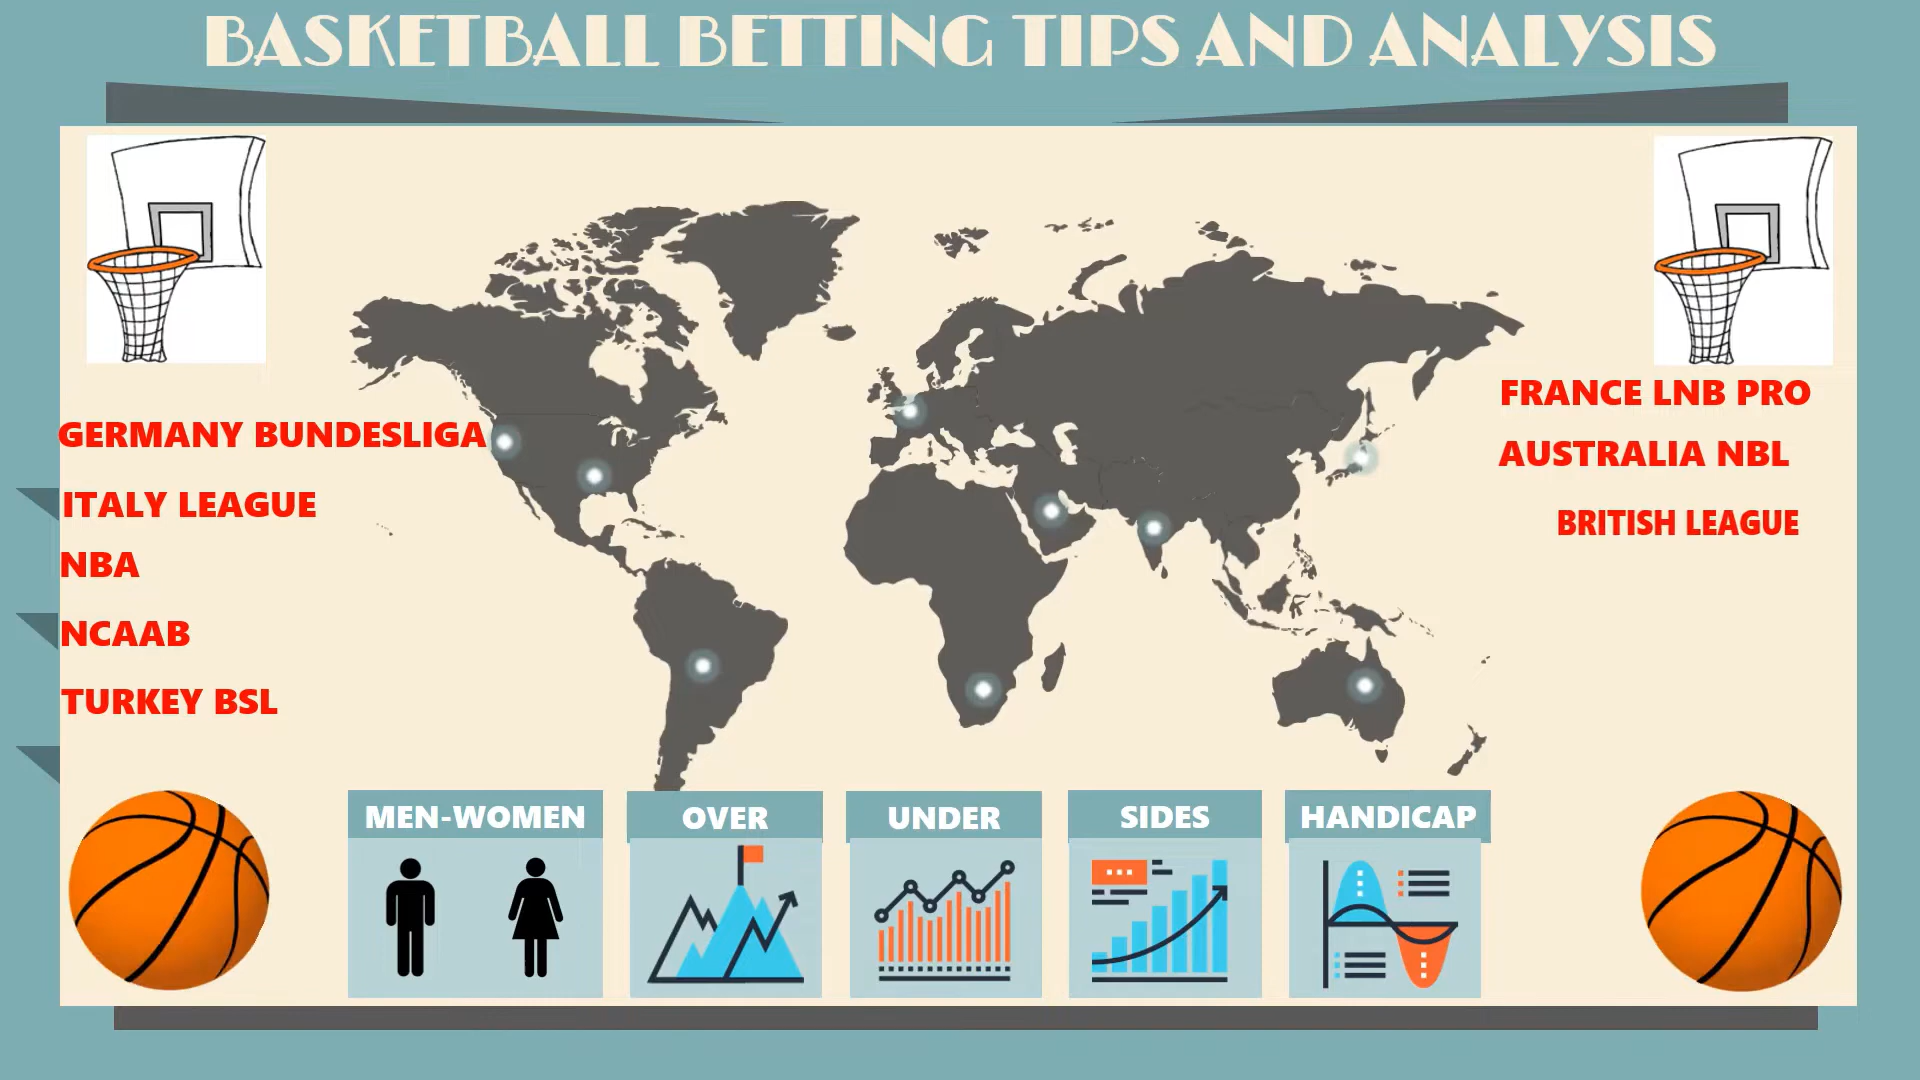 BASKETBALL BETTING TIPS AND ANALYSIS
GERMANY BUNDESLIGA
ITALY LEAGUE
NBA
NCAAB
TURKEY BSL
FRANCE LNB PRO
AUSTRALIA NBL
BRITISH LEAGUE
MEN-WOMEN
OVER
UNDER
SIDES
HANDICAP